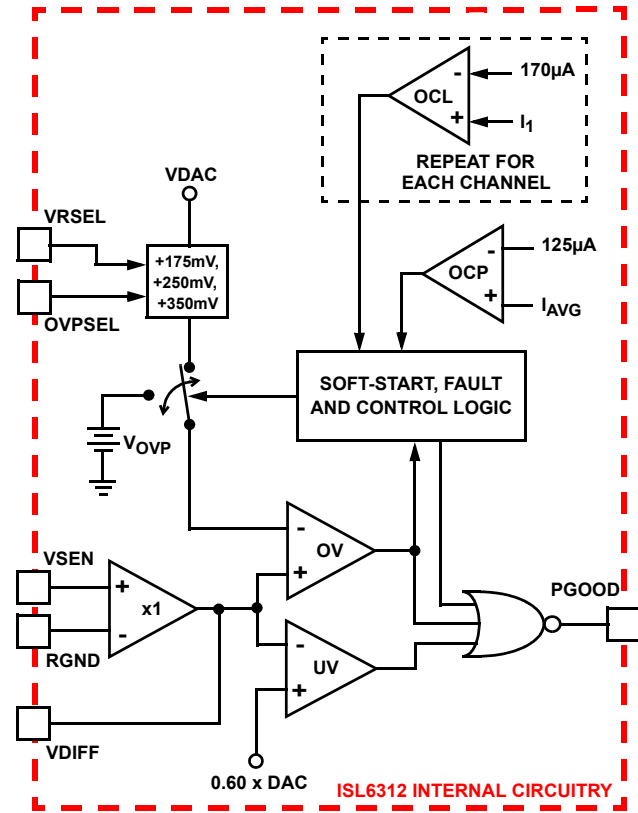 170µA
-
OCL
+
I1
REPEAT FOR
EACH CHANNEL
VDAC
VRSEL
+175mV,
+250mV,
+350mV
OVPSEL
-
125µA
OCP
+
IAVG
SOFT-START, FAULT
AND CONTROL LOGIC
VOVP
-
OV
+
VSEN
+
x1
-
RGND
PGOOD
-
UV
+
VDIFF
0.60 x DAC
ISL6312 INTERNAL CIRCUITRY